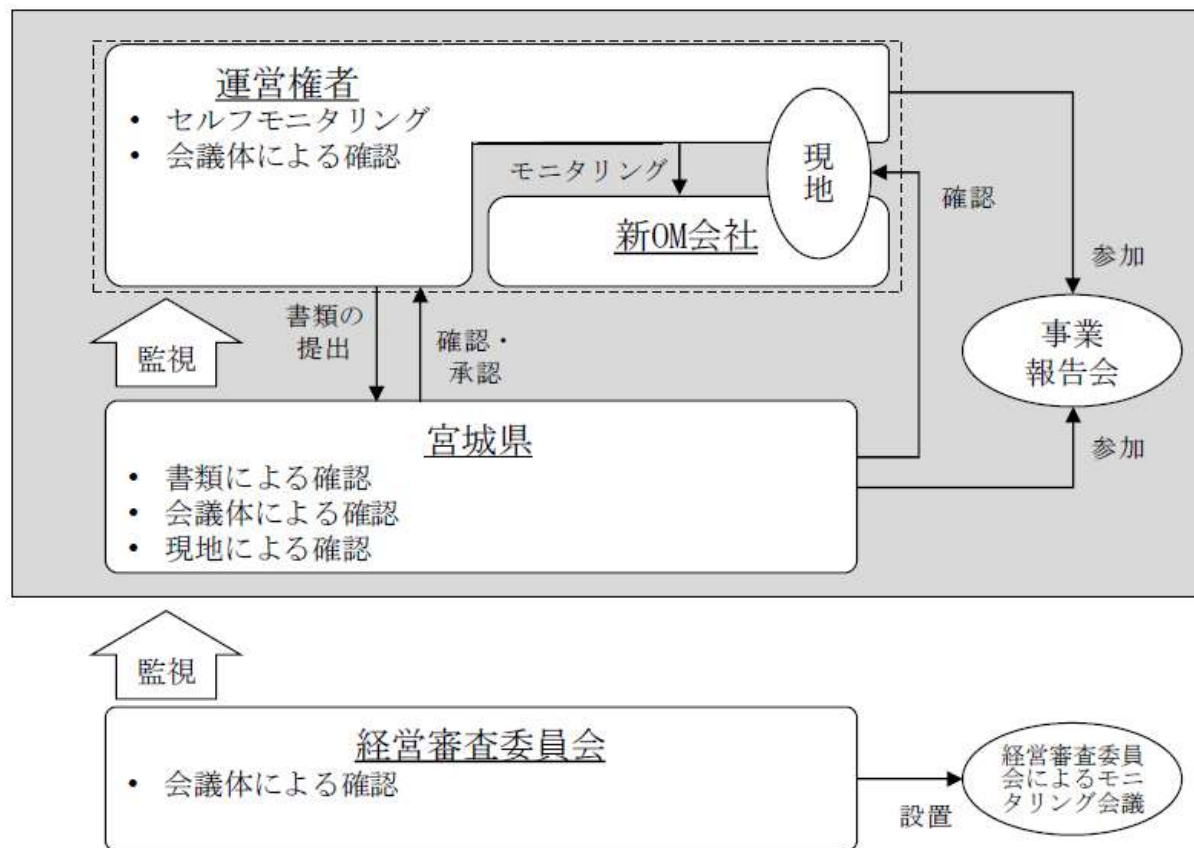 運営権者
• セルフモニタリング
• 会議体による確認
モニタリング
現
地
新OM会社
確認
参加
事業
報告会
参加
監視
書類の
提出
確認・
承認
宮城県
• 書類による確認
• 会議体による確認
• 現地による確認
監視
経営審査委員会
• 会議体による確認
設置
経営審査委員
会によるモニ
タリング会議